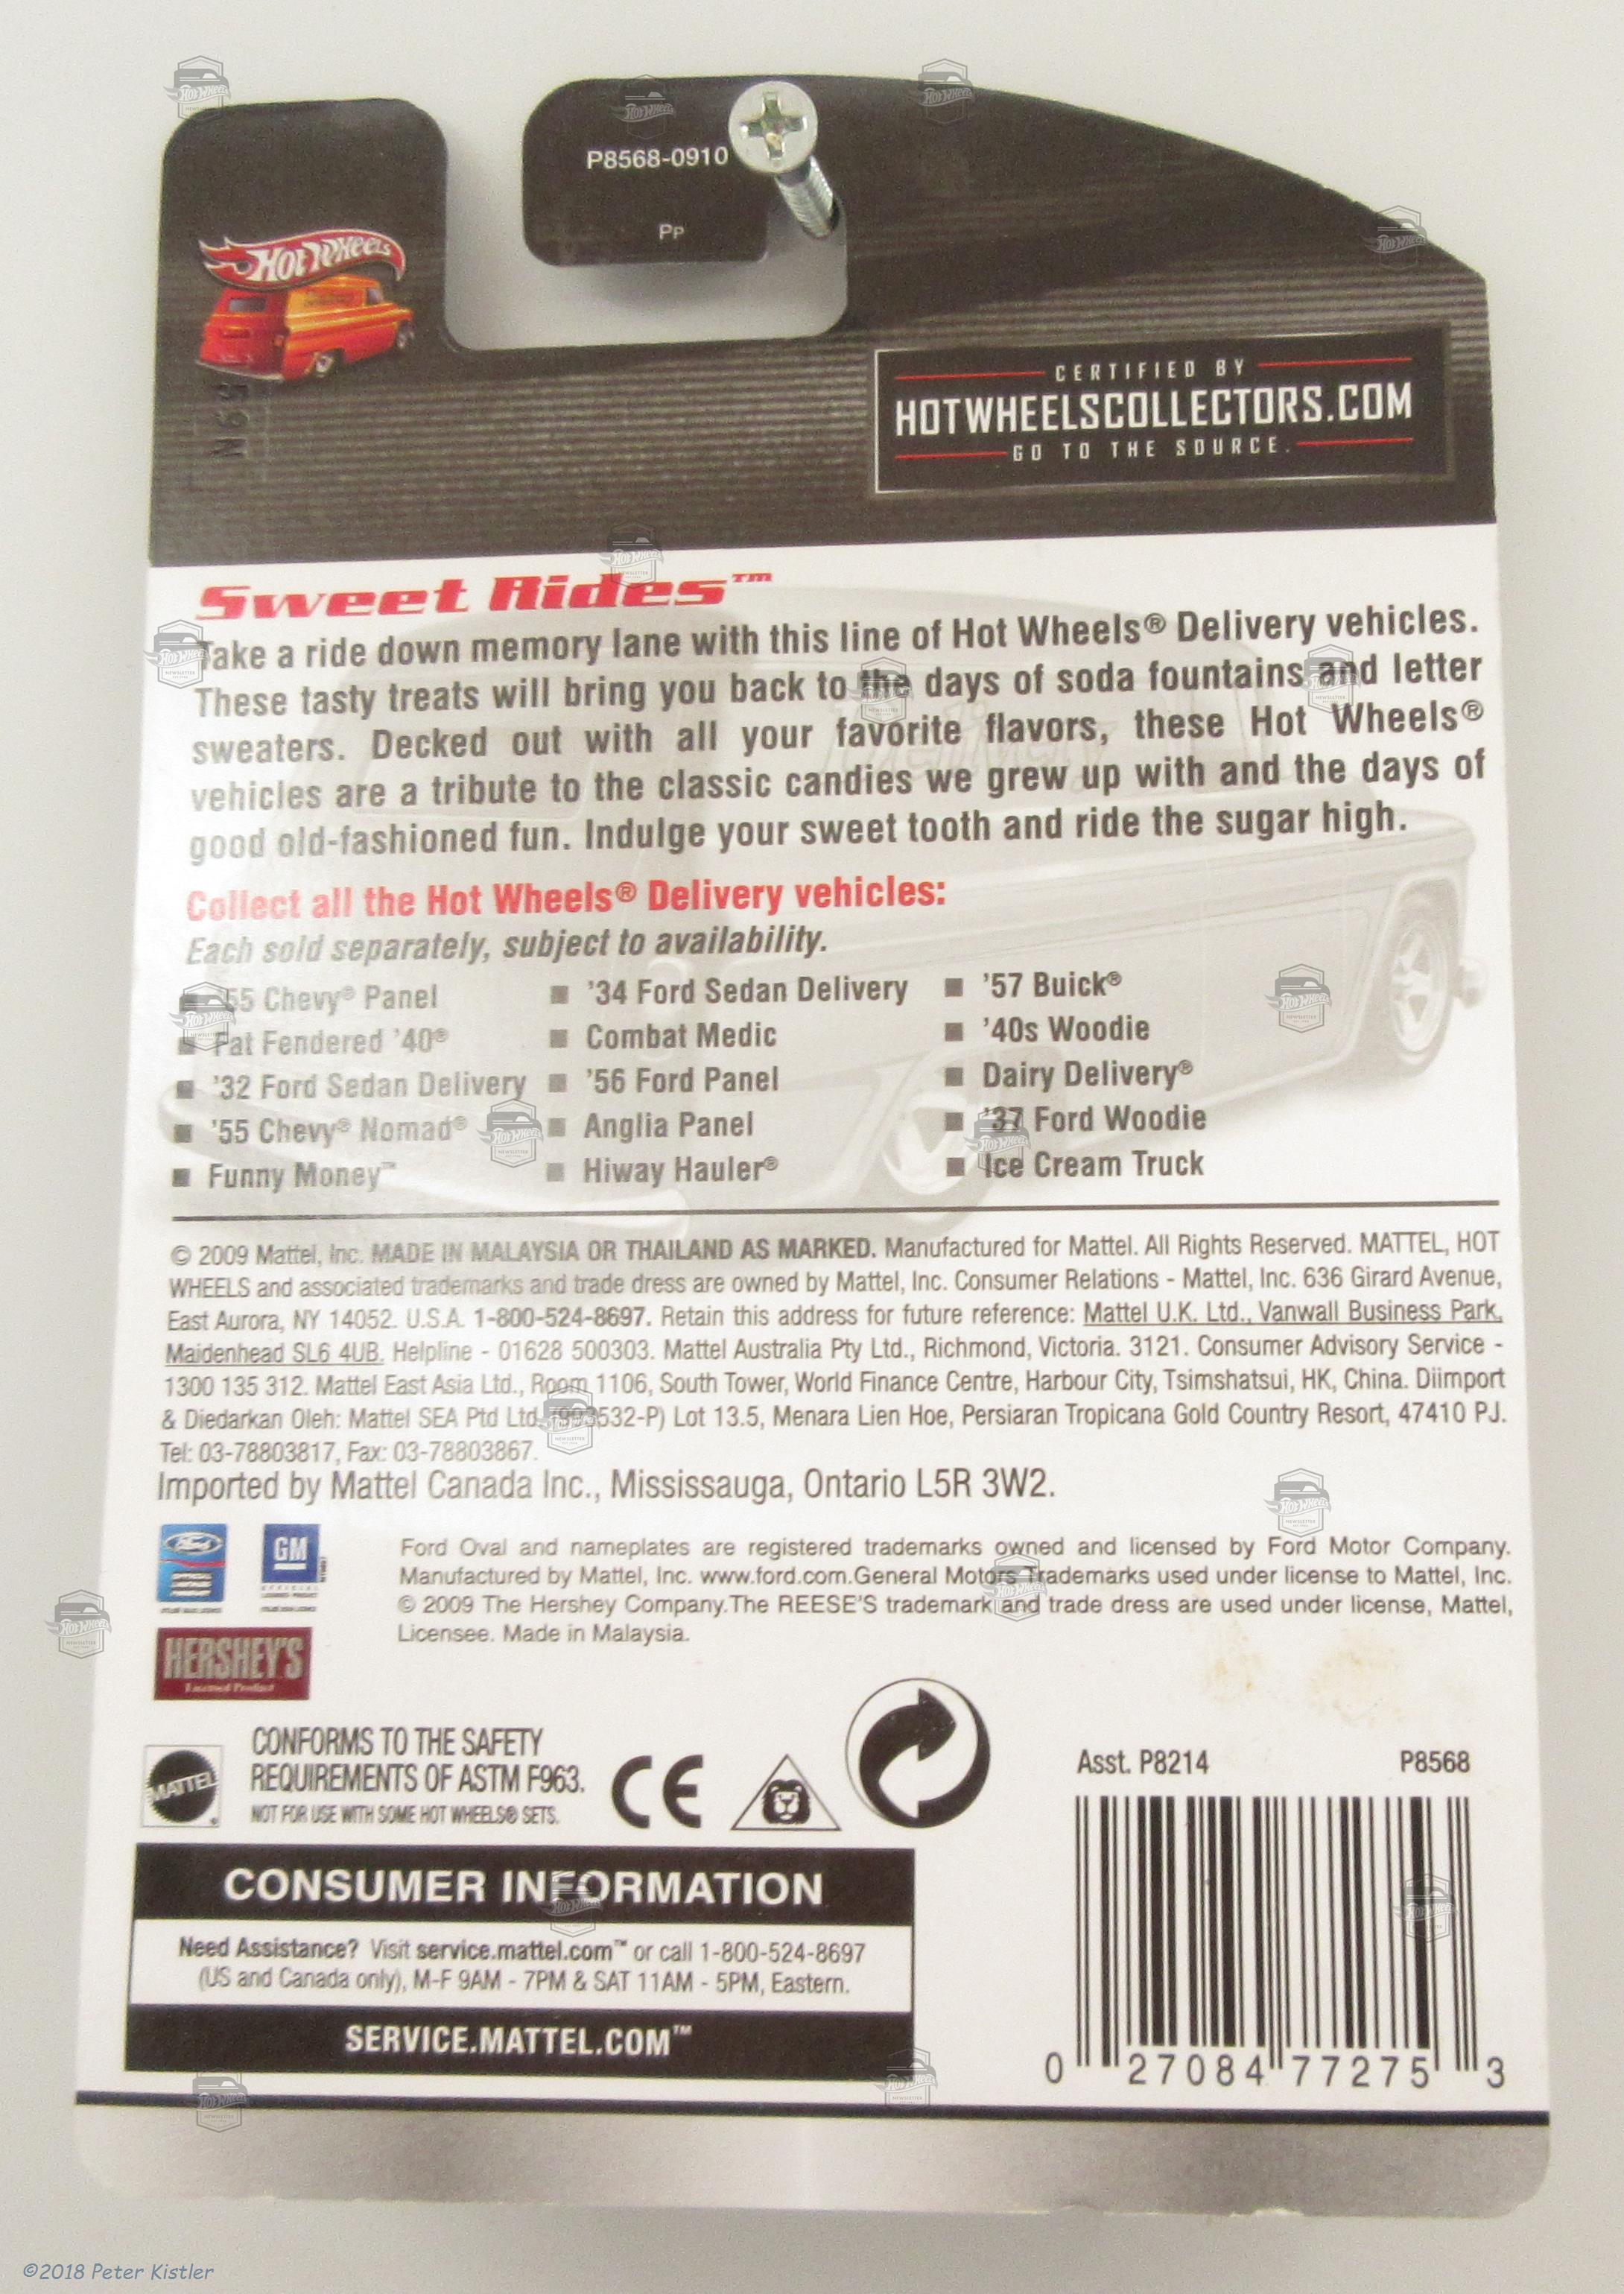 P8568-0910
Pp
HOT WHEELS
N69S
CERTIFIED BY
HOTWHEELSCOLLECTORS.COM
GO TO THE SOURCE.
Sweet Rides™
Take a ride down memory lane with this line of Hot Wheels® Delivery vehicles.
These tasty treats will bring you back to the days of soda fountains and letter
sweaters. Decked out with all your favorite flavors, these Hot Wheels®
vehicles are a tribute to the classic candies we grew up with and the days of
good old-fashioned fun. Indulge your sweet tooth and ride the sugar high.
Collect all the Hot Wheels® Delivery vehicles:
Each sold separately, subject to availability.
■ '55 Chevy® Panel
■ Fat Fendered '40®
■ '32 Ford Sedan Delivery
■ '55 Chevy® Nomad®
■ Funny Money™
■ '34 Ford Sedan Delivery
■ Combat Medic
■ '56 Ford Panel
■ Anglia Panel
■ Hiway Hauler®
■ '57 Buick®
■ '40s Woodie
■ Dairy Delivery®
■ '37 Ford Woodie
■ Ice Cream Truck
© 2009 Mattel, Inc. MADE IN MALAYSIA OR THAILAND AS MARKED. Manufactured for Mattel. All Rights Reserved. MATTEL, HOT
WHEELS and associated trademarks and trade dress are owned by Mattel, Inc. Consumer Relations - Mattel, Inc. 636 Girard Avenue,
East Aurora, NY 14052. U.S.A. 1-800-524-8697. Retain this address for future reference: Mattel U.K. Ltd., Vanwall Business Park,
Maidenhead SL6 4UB. Helpline - 01628 500303. Mattel Australia Pty Ltd., Richmond, Victoria. 3121. Consumer Advisory Service -
1300 135 312. Mattel East Asia Ltd., Room 1106, South Tower, World Finance Centre, Harbour City, Tsimshatsui, HK, China. Diimport
& Diedarkan Oleh: Mattel SEA Ptd Ltd. Lot 13.5, Menara Lien Hoe, Persiaran Tropicana Gold Country Resort, 47410 PJ.
Tel: 03-78803817, Fax: 03-78803867.
Imported by Mattel Canada Inc., Mississauga, Ontario L5R 3W2.
Ford
GM
OFFICIAL
HERSHEY'S
Licensed Product
Ford Oval and nameplates are registered trademarks owned and licensed by Ford Motor Company.
Manufactured by Mattel, Inc. www.ford.com.General Motors Trademarks used under license to Mattel, Inc.
© 2009 The Hershey Company.The REESE'S trademark and trade dress are used under license, Mattel,
Licensee. Made in Malaysia.
MATTEL
CONFORMS TO THE SAFETY
REQUIREMENTS OF ASTM F963.
NOT FOR USE WITH SOME HOT WHEELS® SETS.
CE
Asst. P8214 P8568
CONSUMER INFORMATION
Need Assistance? Visit service.mattel.com™ or call 1-800-524-8697
(US and Canada only), M-F 9AM - 7PM & SAT 11AM - 5PM, Eastern.
SERVICE.MATTEL.COM™
0 27084 77275 3
©2018 Peter Kistler